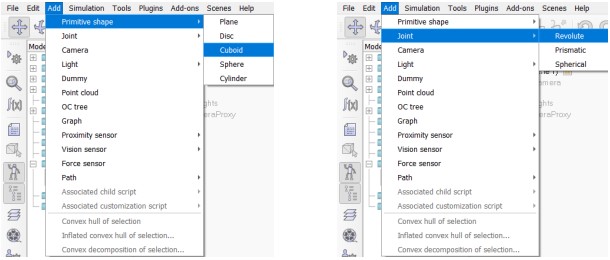 File Edit Add Simulation Tools Plugins Add-ons Scenes Help
Primitive shape
Plane
Joint
Disc
Mode
Camera
Cuboid
Light
Sphere
Dummy
Cylinder
Point cloud
OC tree
Graph
Proximity sensor
Vision sensor
Force sensor
Path
Associated child script
Associated customization script
Convex hull of selection
Inflated convex hull of selection...
Convex decomposition of selection...
f(x)
File Edit Add Simulation Tools Plugins Add-ons Scenes Help
Primitive shape
Joint
Revolute
Mode
Camera
Prismatic
Light
Spherical
Dummy
Point cloud
OC tree
Graph
Proximity sensor
Vision sensor
Force sensor
Path
Associated child script
Associated customization script
Convex hull of selection
Inflated convex hull of selection...
Convex decomposition of selection...
f(x)
ghts
eraProxy